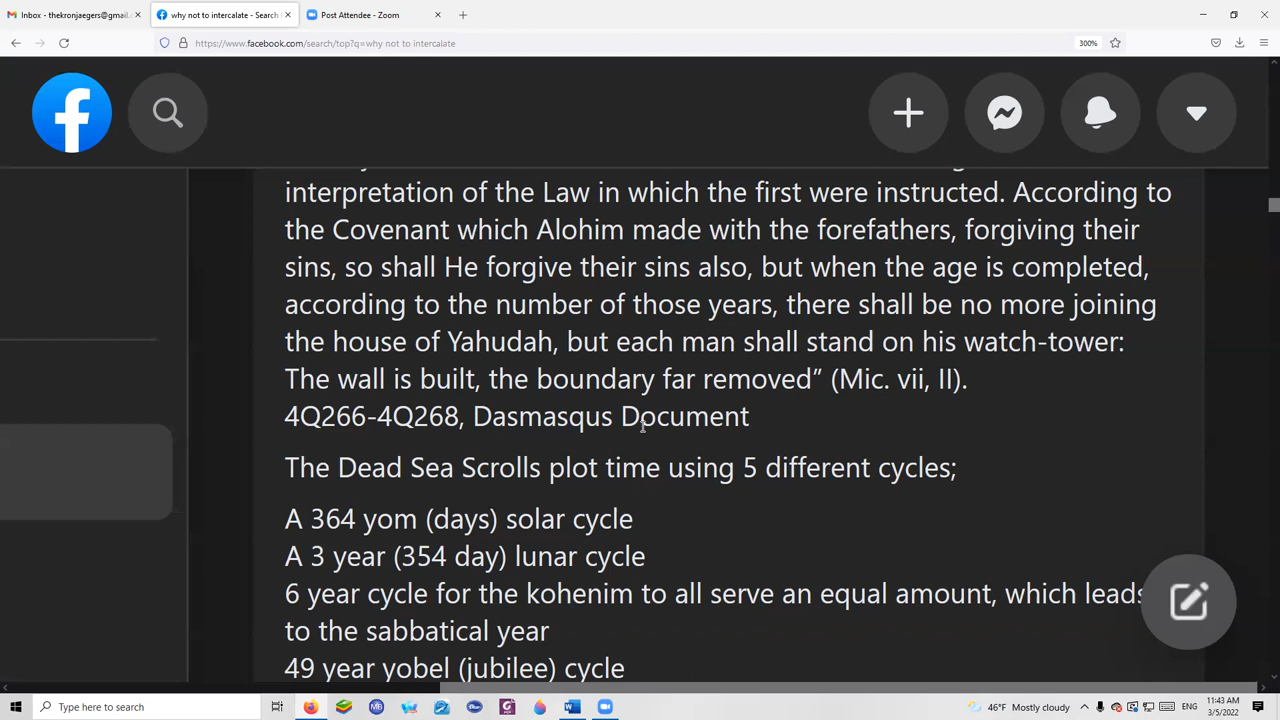 Inbox - thekronjaegers@gmail.c
why not to intercalate - Search
Post Attendee - Zoom
https://www.facebook.com/search/top?q=why not to intercalate
300%
interpretation of the Law in which the first were instructed. According to
the Covenant which Alohim made with the forefathers, forgiving their
sins, so shall He forgive their sins also, but when the age is completed,
according to the number of those years, there shall be no more joining
the house of Yahudah, but each man shall stand on his watch-tower:
The wall is built, the boundary far removed” (Mic. vii, II).
4Q266-4Q268, Dasmasqus Document
The Dead Sea Scrolls plot time using 5 different cycles;
A 364 yom (days) solar cycle
A 3 year (354 day) lunar cycle
6 year cycle for the kohenim to all serve an equal amount, which leads
to the sabbatical year
49 year yobel (jubilee) cycle
Type here to search
46°F Mostly cloudy
11:43 AM
3/5/2022